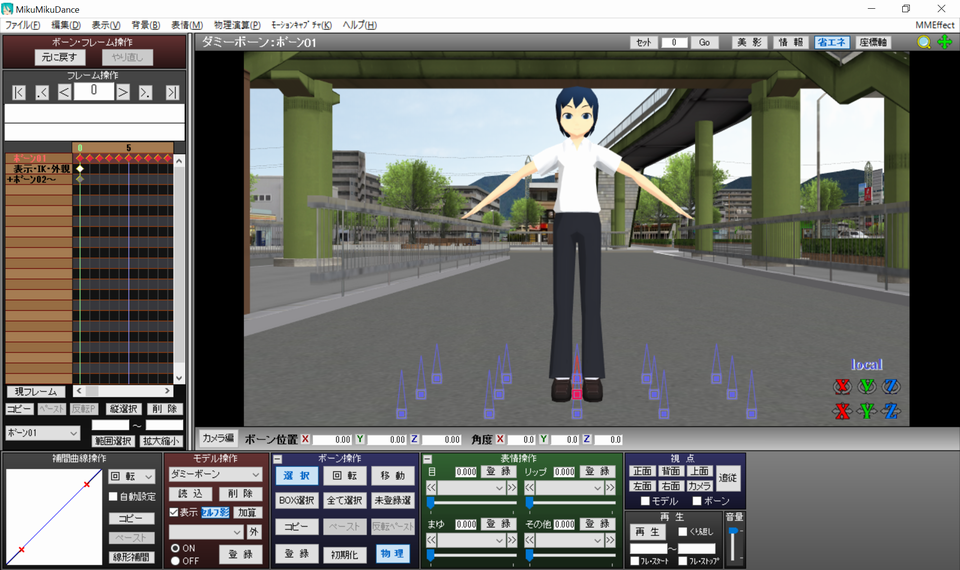 MikuMikuDance
ファイル(F) 編集(D) 表示(V) 背景(B) 表情(M) 物理演算(P) モーションキャプチャ(K) ヘルプ(H) MMEffect
ボーン・フレーム操作
元に戻す やり直し
フレーム操作
|< .< < 0 > >. >|
0 5
ボーン01
表示・IK・外観
+ボーン02~
現フレーム
コピー ペースト 反転P 縦選択 削除
ボーン01 ~
範囲選択 拡大縮小
ダミーボーン:ボーン01
セット 0 Go 美影 情報 省エネ 座標軸
local
X Y Z
X Y Z
カメラ編 ボーン位置 X 0.00 Y 0.00 Z 0.00 角度 X 0.0 Y 0.0 Z 0.0
補間曲線操作
回転
自動設定
コピー
ペースト
線形補間
モデル操作
ダミーボーン
読込 削除
表示 セルフ影 加算
外
ON
OFF
登録
ボーン操作
選択 回転 移動
BOX選択 全て選択 未登録選
コピー ペースト 反転ペースト
登録 初期化 物理
表情操作
目 0.000 登録 リップ 0.000 登録
まゆ 0.000 登録 その他 0.000 登録
視点
正面 背面 上面
左面 右面 カメラ 追従
モデル ボーン
再生
再生 くり返し
~
フレ・スタート フレ・ストップ
音量